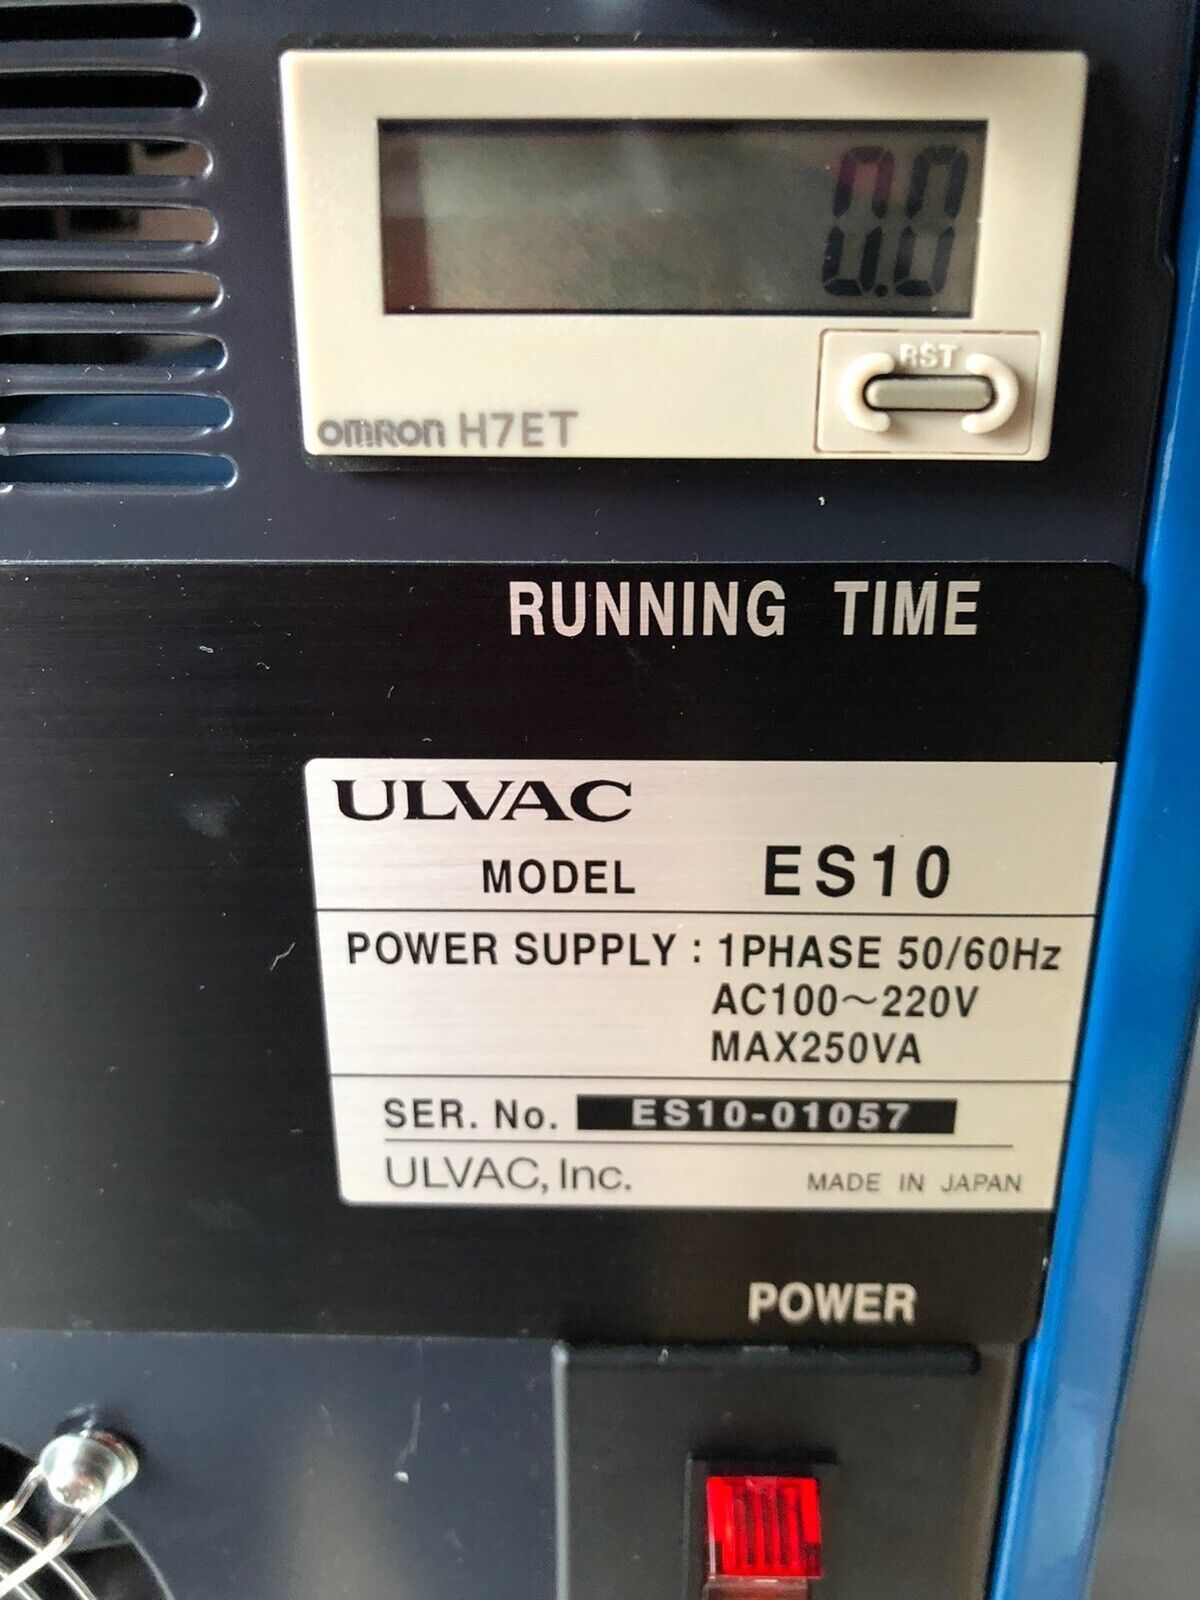 0.0
RST
OMRON H7ET
RUNNING TIME
ULVAC
MODEL ES10
POWER SUPPLY : 1PHASE 50/60Hz
AC100～220V
MAX250VA
SER. No. ES10-01057
ULVAC, Inc. MADE IN JAPAN
POWER